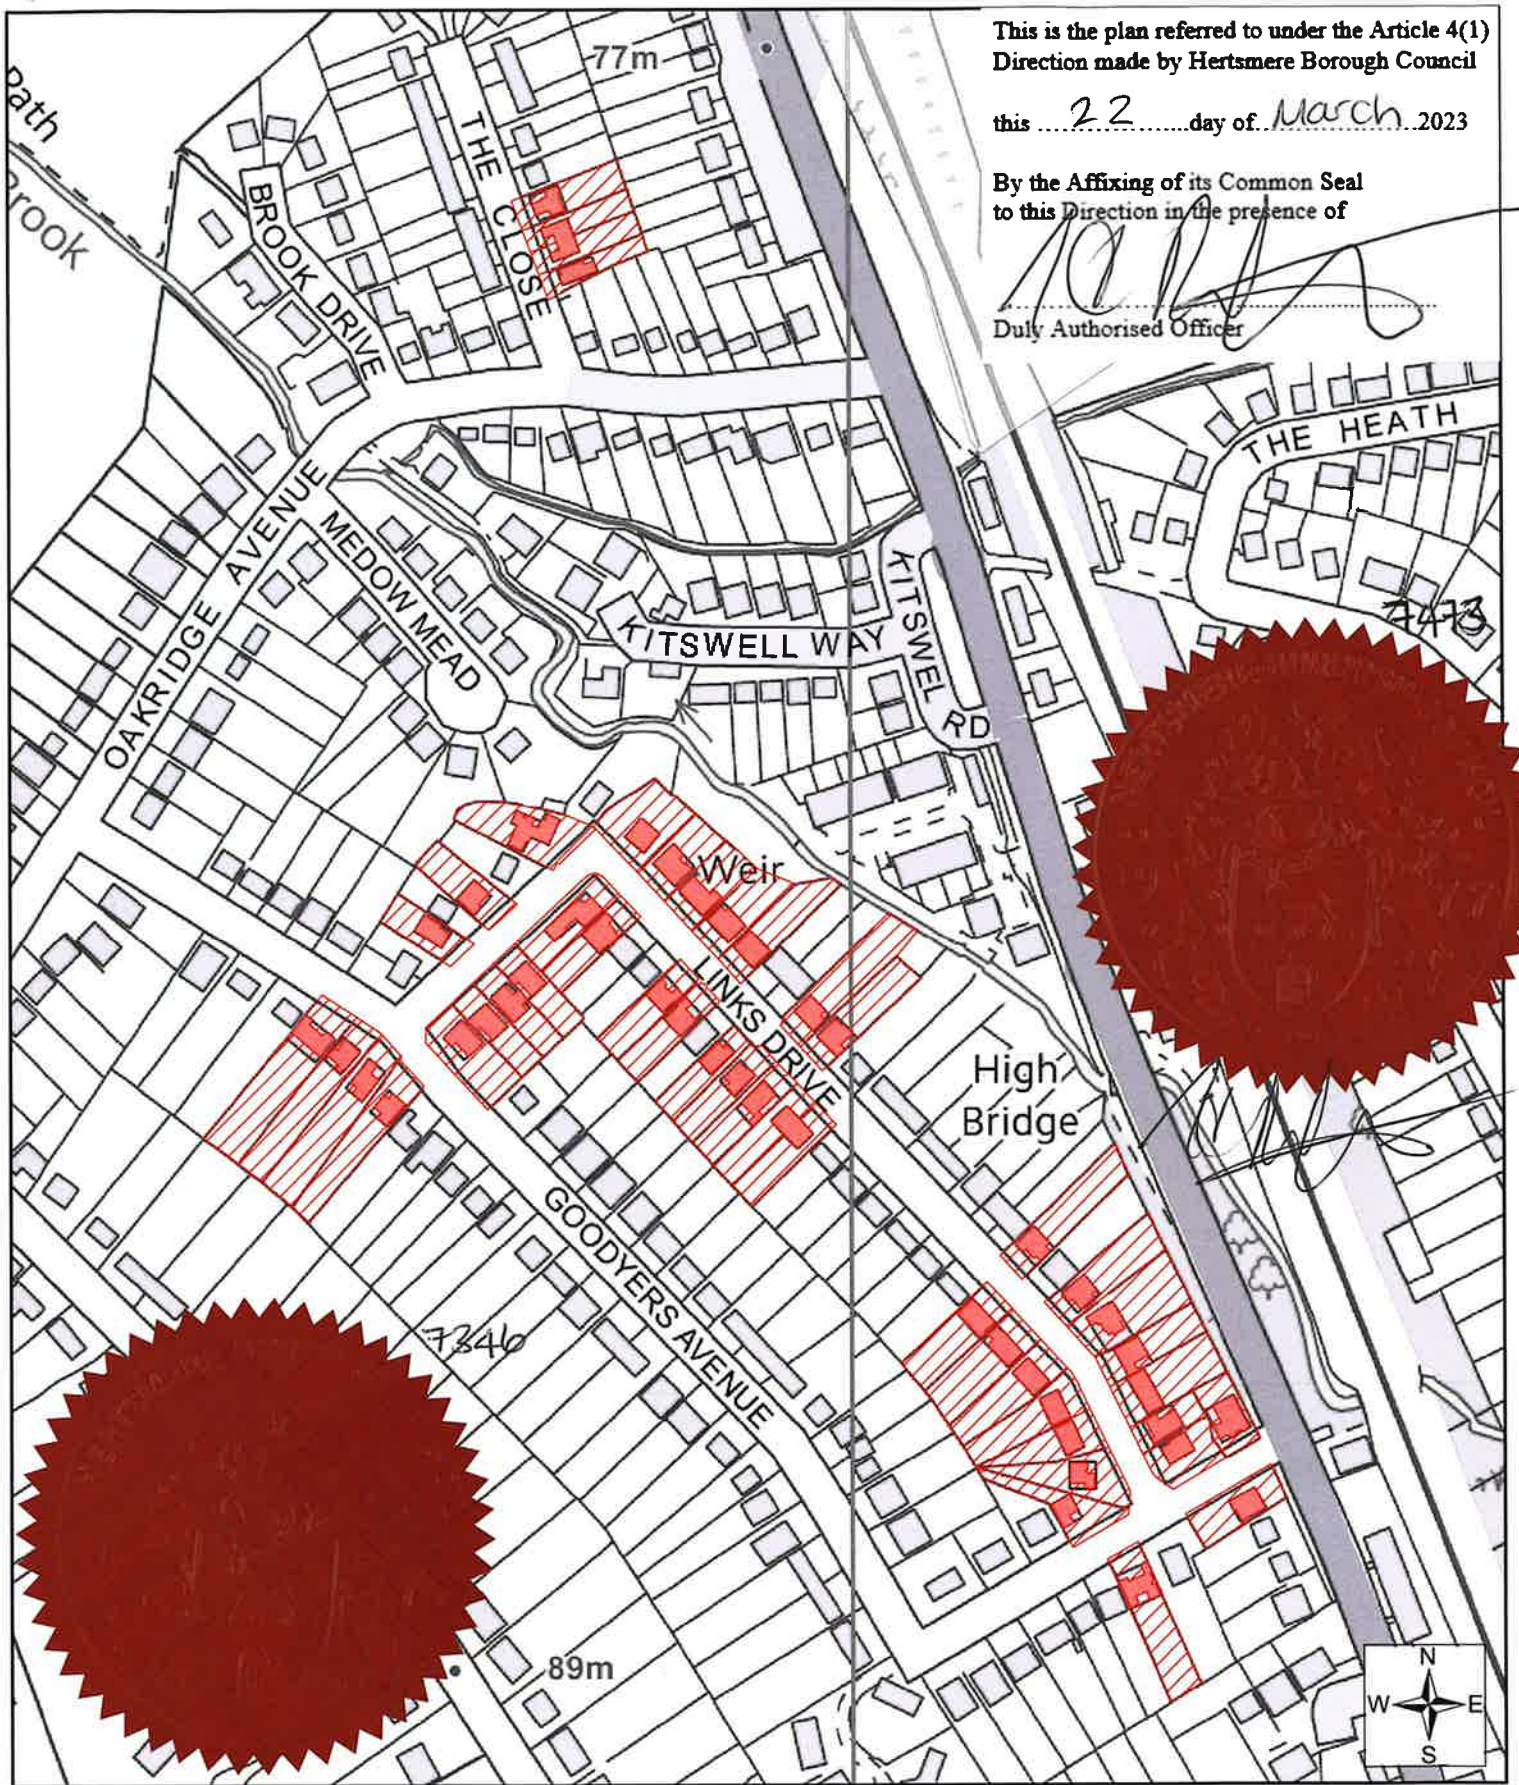 This is the plan referred to under the Article 4(1)
Direction made by Hertsmere Borough Council
this ....22....day of...March...2023
By the Affixing of its Common Seal
to this Direction in the presence of
Duly Authorised Officer
77m
Path
Brook
THE CLOSE
BROOK DRIVE
THE HEATH
OAKRIDGE AVENUE
MEDOW MEAD
KITSWELL WAY
KITSWEL RD
7473
Weir
LINKS DRIVE
High
Bridge
GOODYERS AVENUE
7346
89m
N
W
E
S